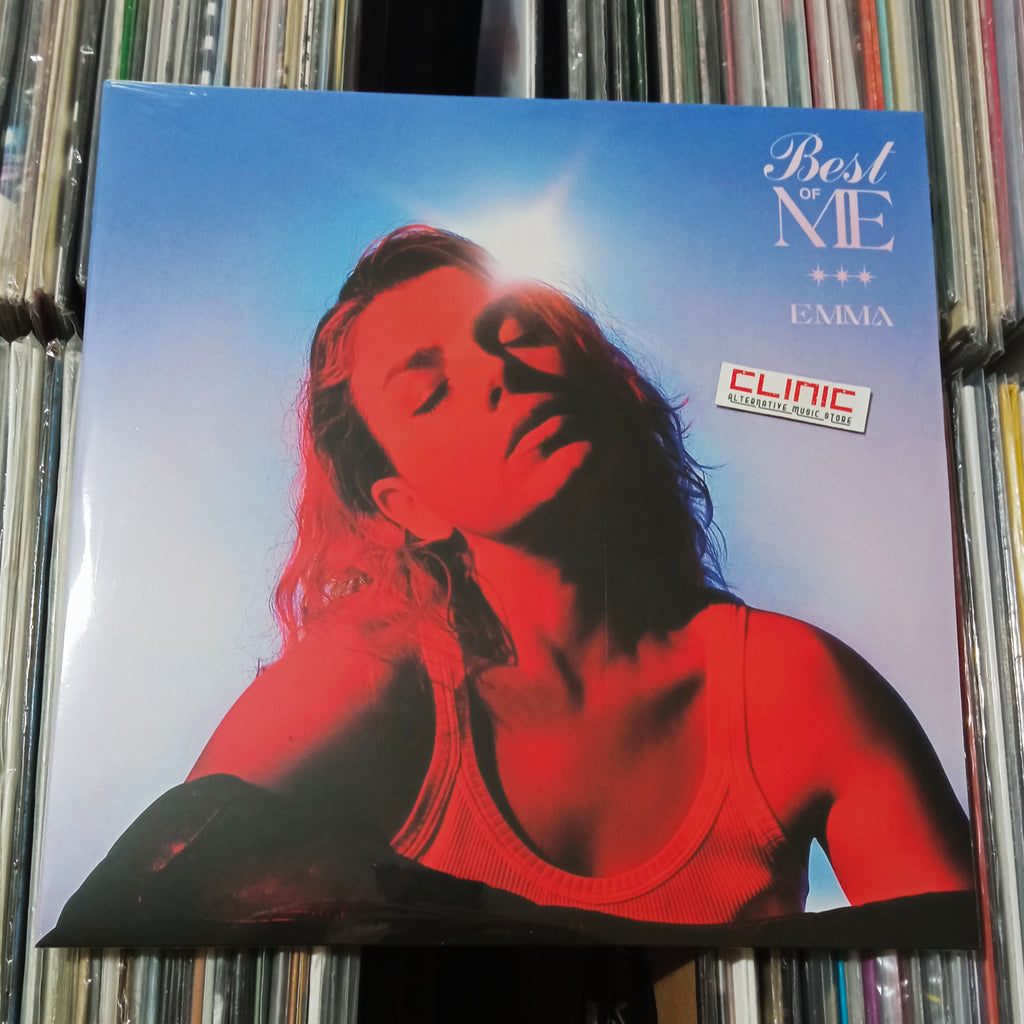 Best
OF
ME
EMMA
CLINIC
ALTERNATIVE MUSIC STORE